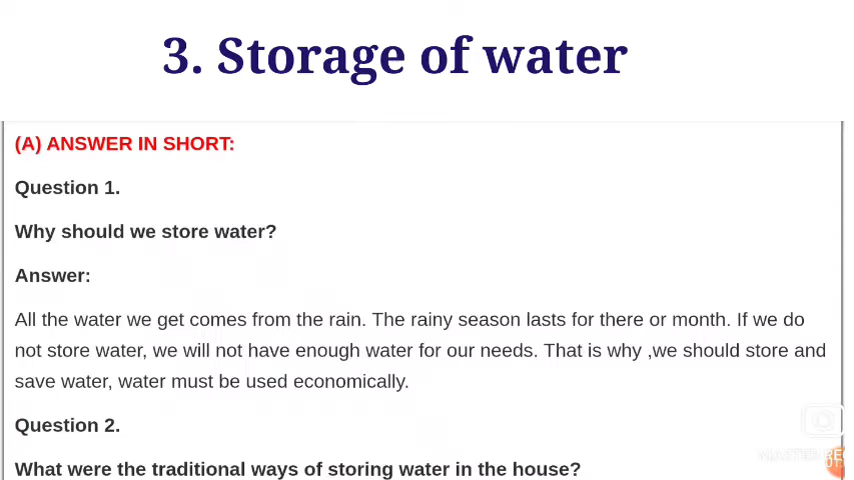 3. Storage of water
(A) ANSWER IN SHORT:
Question 1.
Why should we store water?
Answer:
All the water we get comes from the rain. The rainy season lasts for there or month. If we do
not store water, we will not have enough water for our needs. That is why ,we should store and
save water, water must be used economically.
Question 2.
What were the traditional ways of storing water in the house?